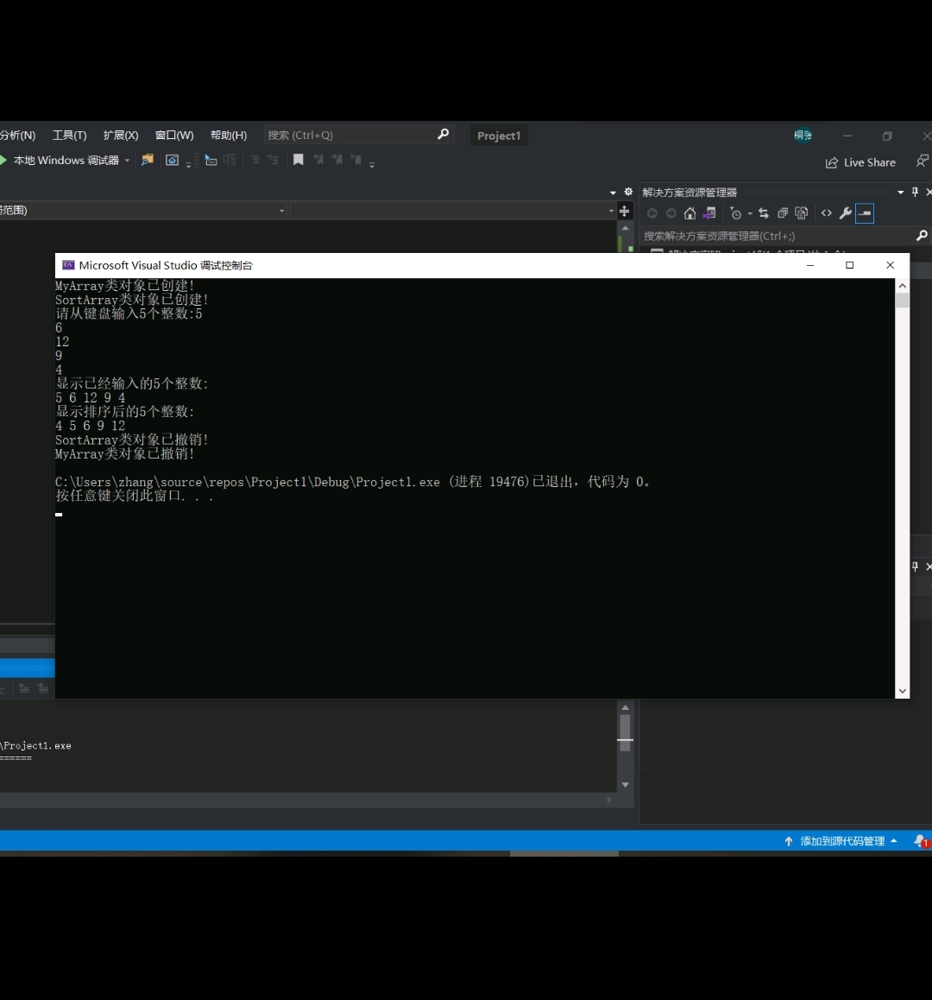 分析(N) 工具(T) 扩展(X) 窗口(W) 帮助(H) 搜索 (Ctrl+Q) Project1 桐张
本地 Windows 调试器 Live Share
解决方案资源管理器
局范围)
搜索解决方案资源管理器(Ctrl+;)
Microsoft Visual Studio 调试控制台
MyArray类对象已创建!
SortArray类对象已创建!
请从键盘输入5个整数:5
6
12
9
4
显示已经输入的5个整数:
5 6 12 9 4
显示排序后的5个整数:
4 5 6 9 12
SortArray类对象已撤销!
MyArray类对象已撤销!
C:\Users\zhang\source\repos\Project1\Debug\Project1.exe (进程 19476)已退出，代码为 0。
按任意键关闭此窗口. . .
\Project1.exe
======
添加到源代码管理 1